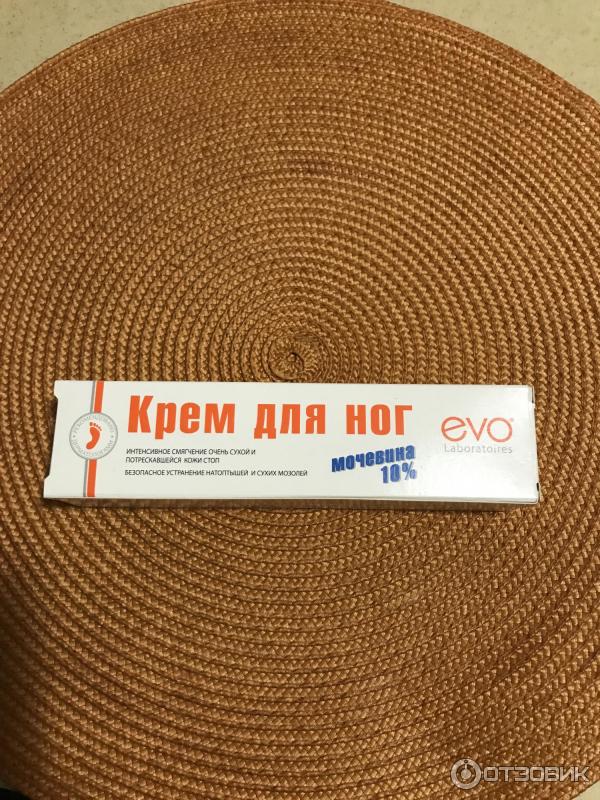 Крем для ног
ИНТЕНСИВНОЕ СМЯГЧЕНИЕ ОЧЕНЬ СУХОЙ И
ПОТРЕСКАВШЕЙСЯ КОЖИ СТОП
БЕЗОПАСНОЕ УСТРАНЕНИЕ НАТОПТЫШЕЙ И СУХИХ МОЗОЛЕЙ
мочевина
10%
evo®
Laboratoires
ОТЗОВИК